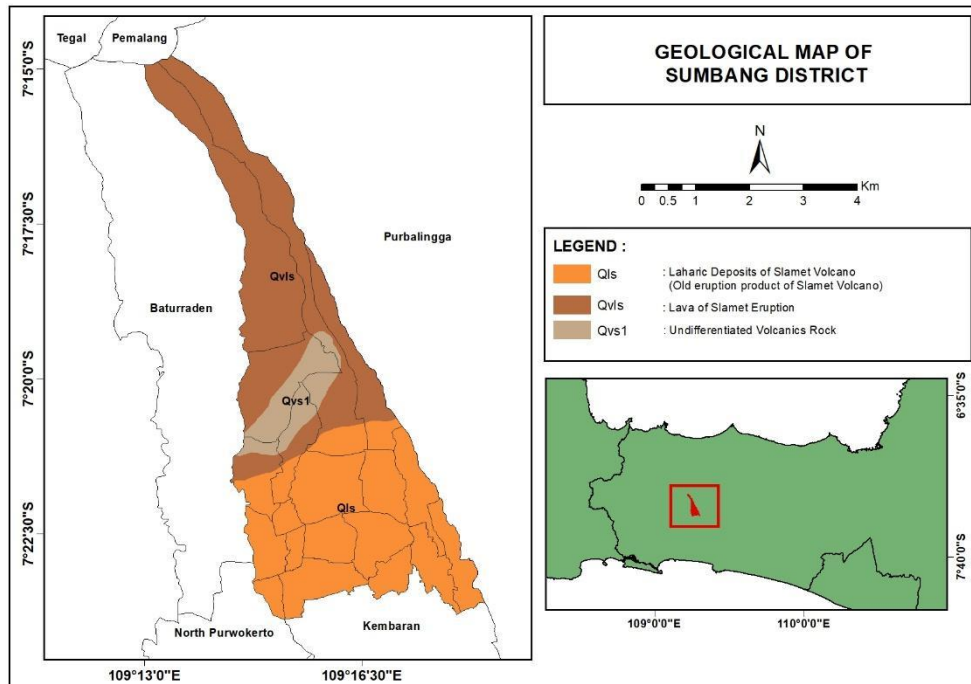 GEOLOGICAL MAP OF
SUMBANG DISTRICT
N
Km
0 0.5 1 2 3 4
LEGEND :
Qls : Laharic Deposits of Slamet Volcano
(Old eruption product of Slamet Volcano)
Qvls : Lava of Slamet Eruption
Qvs1 : Undifferentiated Volcanics Rock
Tegal
Pemalang
Purbalingga
Baturraden
Qvls
Qvs1
Qls
North Purwokerto
Kembaran
7°15'0"S
7°17'30"S
7°20'0"S
7°22'30"S
109°13'0"E
109°16'30"E
6°35'0"S
7°40'0"S
109°0'0"E
110°0'0"E